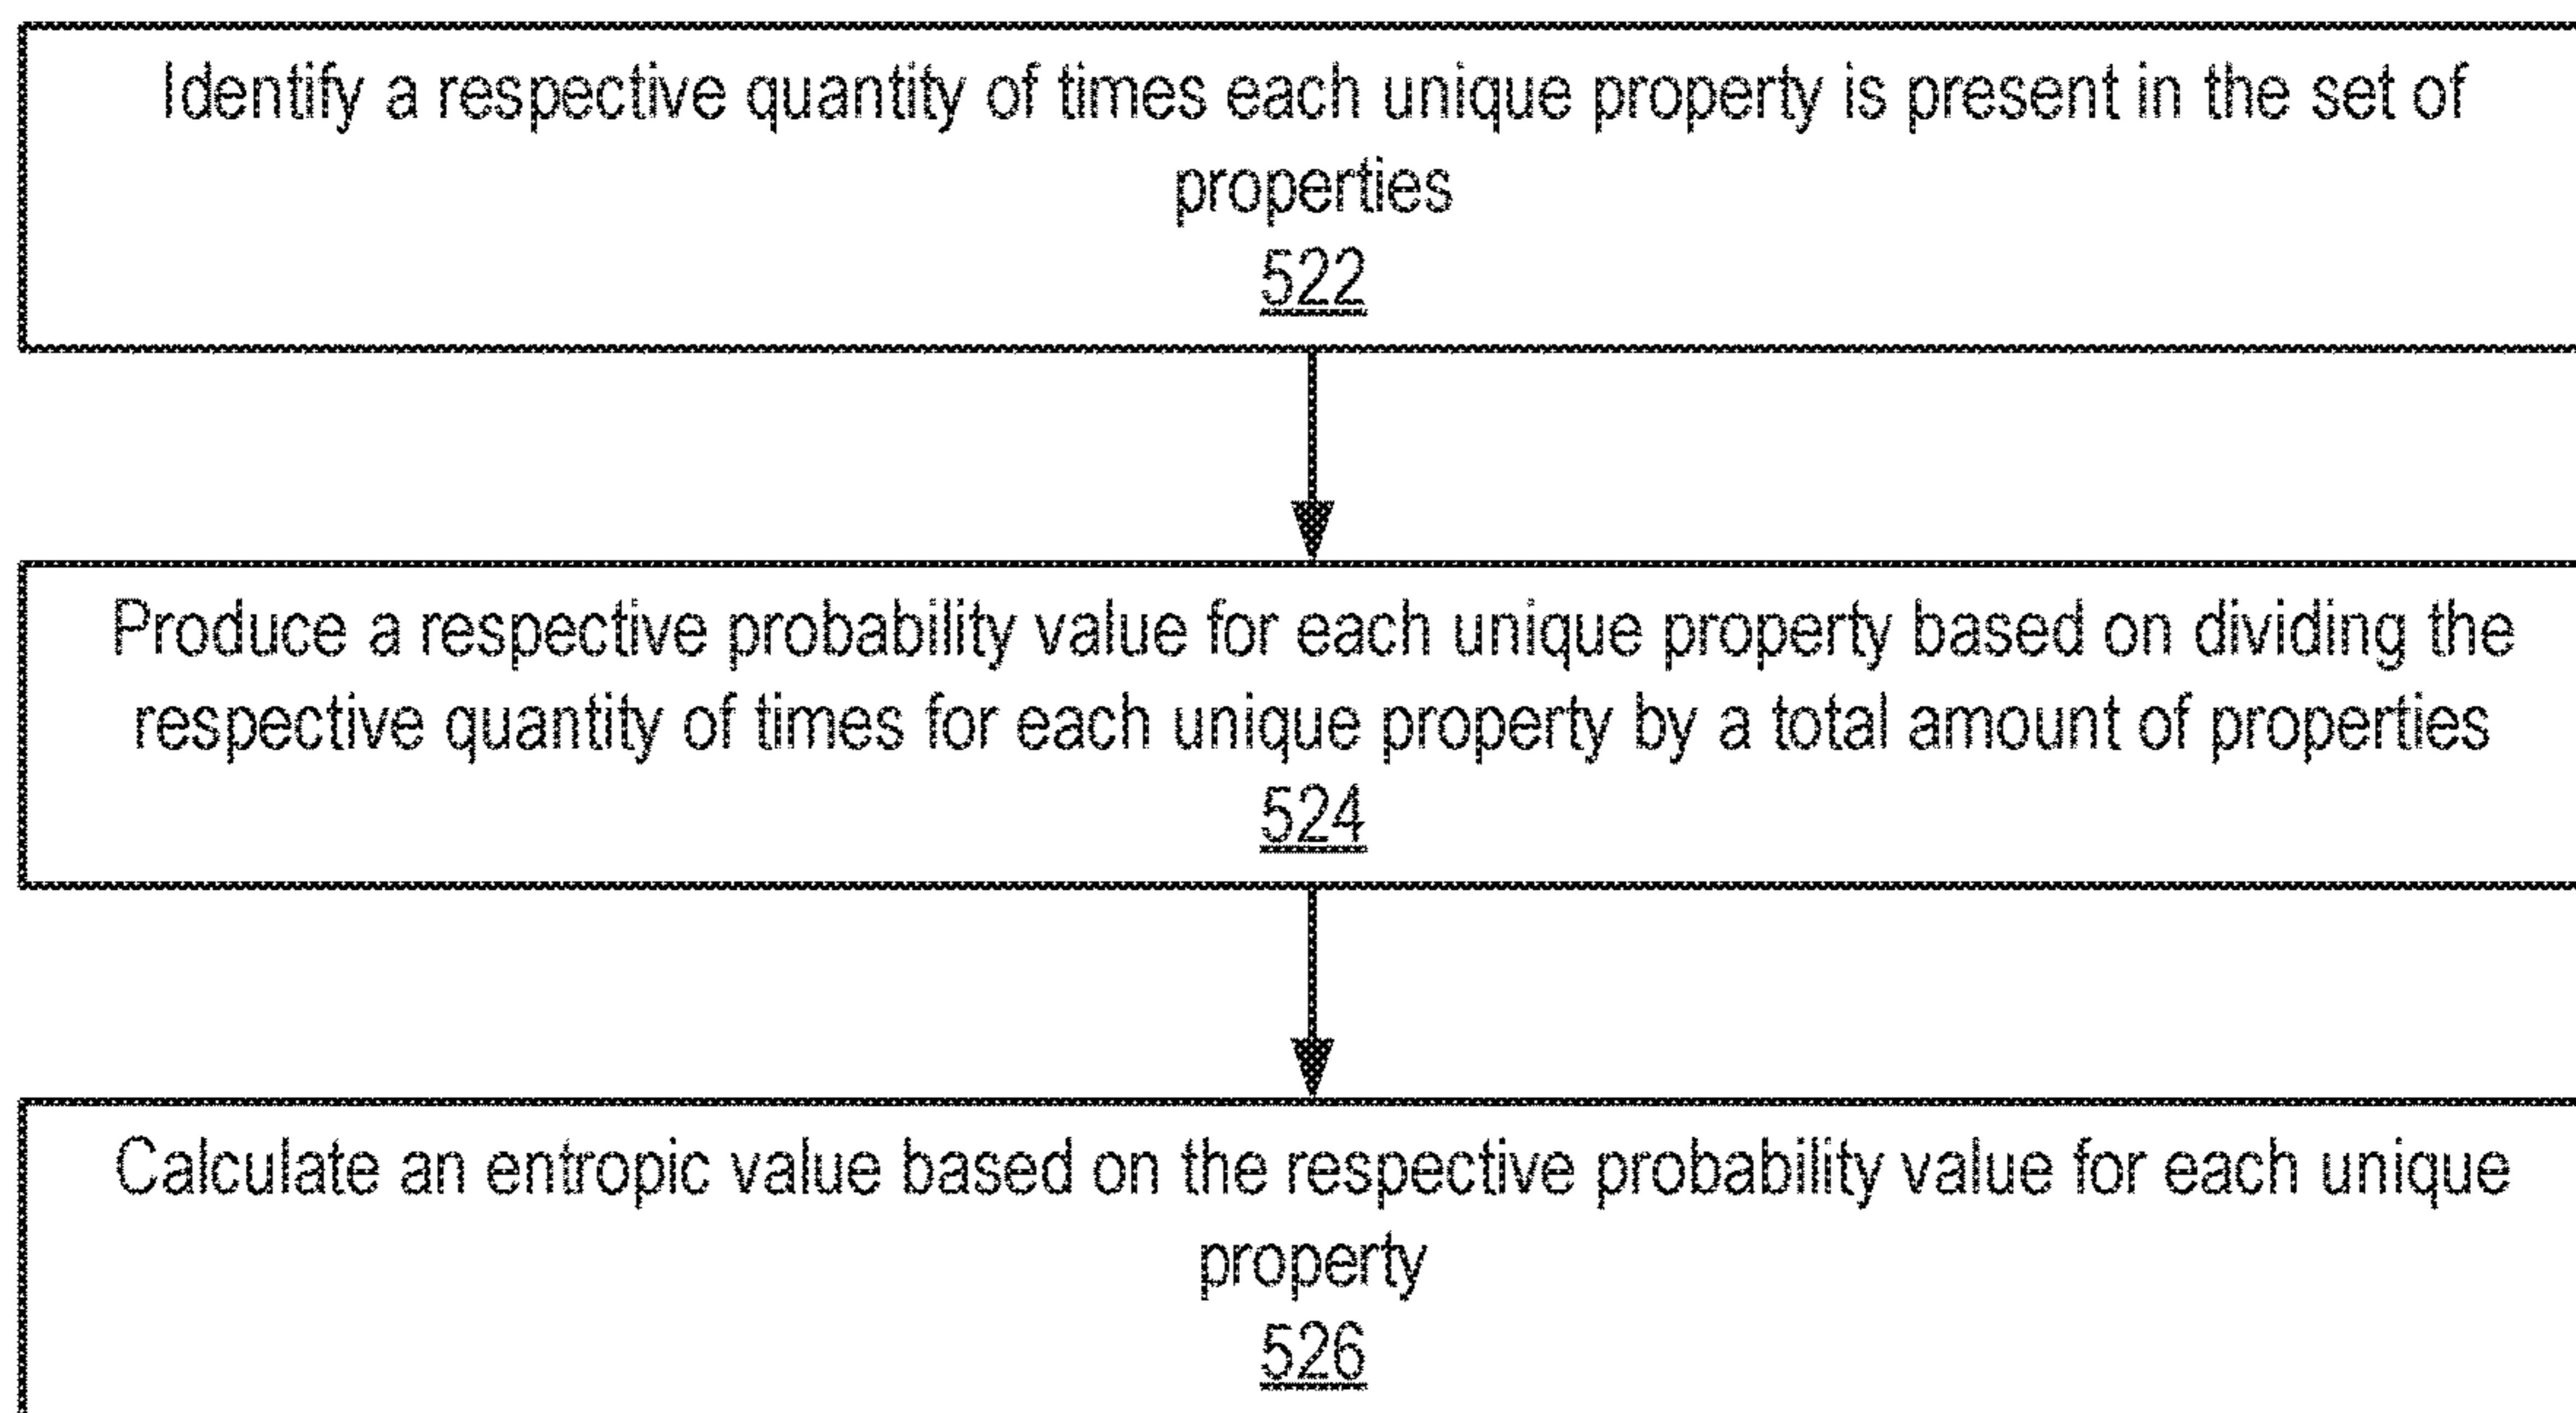 Identify a respective quantity of times each unique property is present in the set of
properties
522
Produce a respective probability value for each unique property based on dividing the
respective quantity of times for each unique property by a total amount of properties
524
Calculate an entropic value based on the respective probability value for each unique
property
526